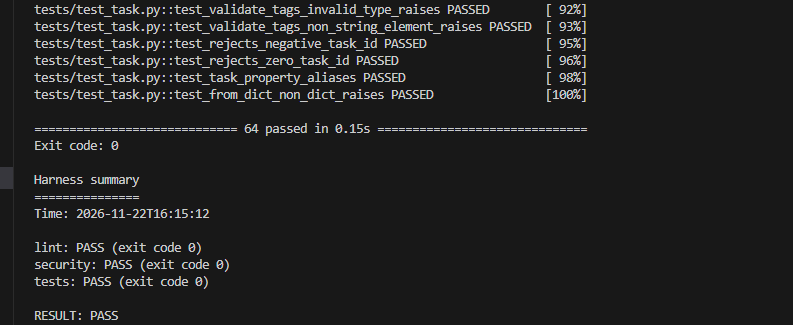 tests/test_task.py::test_validate_tags_invalid_type_raises PASSED [ 92%]
tests/test_task.py::test_validate_tags_non_string_element_raises PASSED [ 93%]
tests/test_task.py::test_rejects_negative_task_id PASSED [ 95%]
tests/test_task.py::test_rejects_zero_task_id PASSED [ 96%]
tests/test_task.py::test_task_property_aliases PASSED [ 98%]
tests/test_task.py::test_from_dict_non_dict_raises PASSED [100%]
============================== 64 passed in 0.15s ==============================
Exit code: 0
Harness summary
===============
Time: 2026-11-22T16:15:12
lint: PASS (exit code 0)
security: PASS (exit code 0)
tests: PASS (exit code 0)
RESULT: PASS